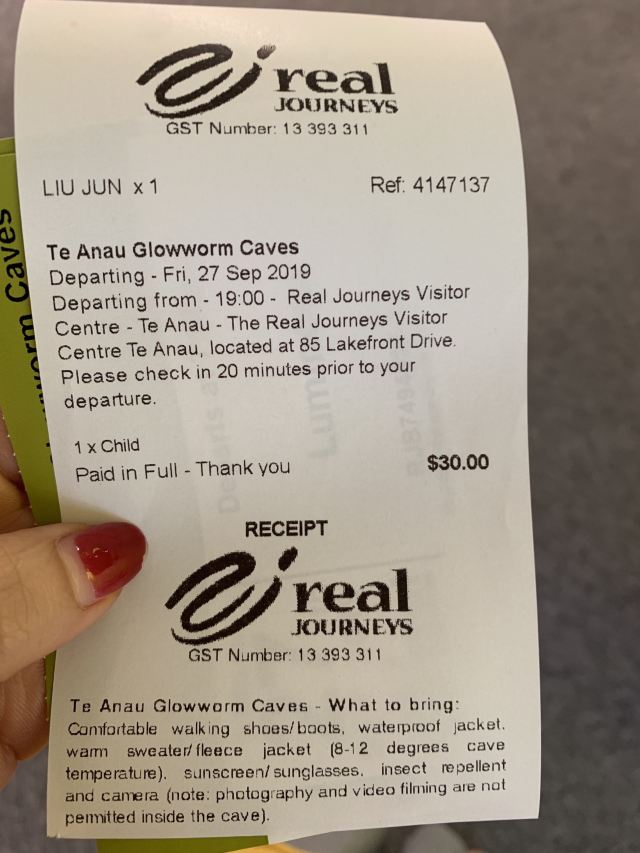 real
JOURNEYS
GST Number: 13 393 311
LIU JUN x 1 Ref: 4147137
Te Anau Glowworm Caves
Departing - Fri, 27 Sep 2019
Departing from - 19:00 - Real Journeys Visitor
Centre - Te Anau - The Real Journeys Visitor
Centre Te Anau, located at 85 Lakefront Drive.
Please check in 20 minutes prior to your
departure.
1 x Child
Paid in Full - Thank you $30.00
RECEIPT
real
JOURNEYS
GST Number: 13 393 311
Te Anau Glowworm Caves - What to bring:
Comfortable walking shoes/boots, waterproof jacket,
warm sweater/fleece jacket (8-12 degrees cave
temperature), sunscreen/sunglasses, insect repellent
and camera (note: photography and video filming are not
permitted inside the cave).
Caves